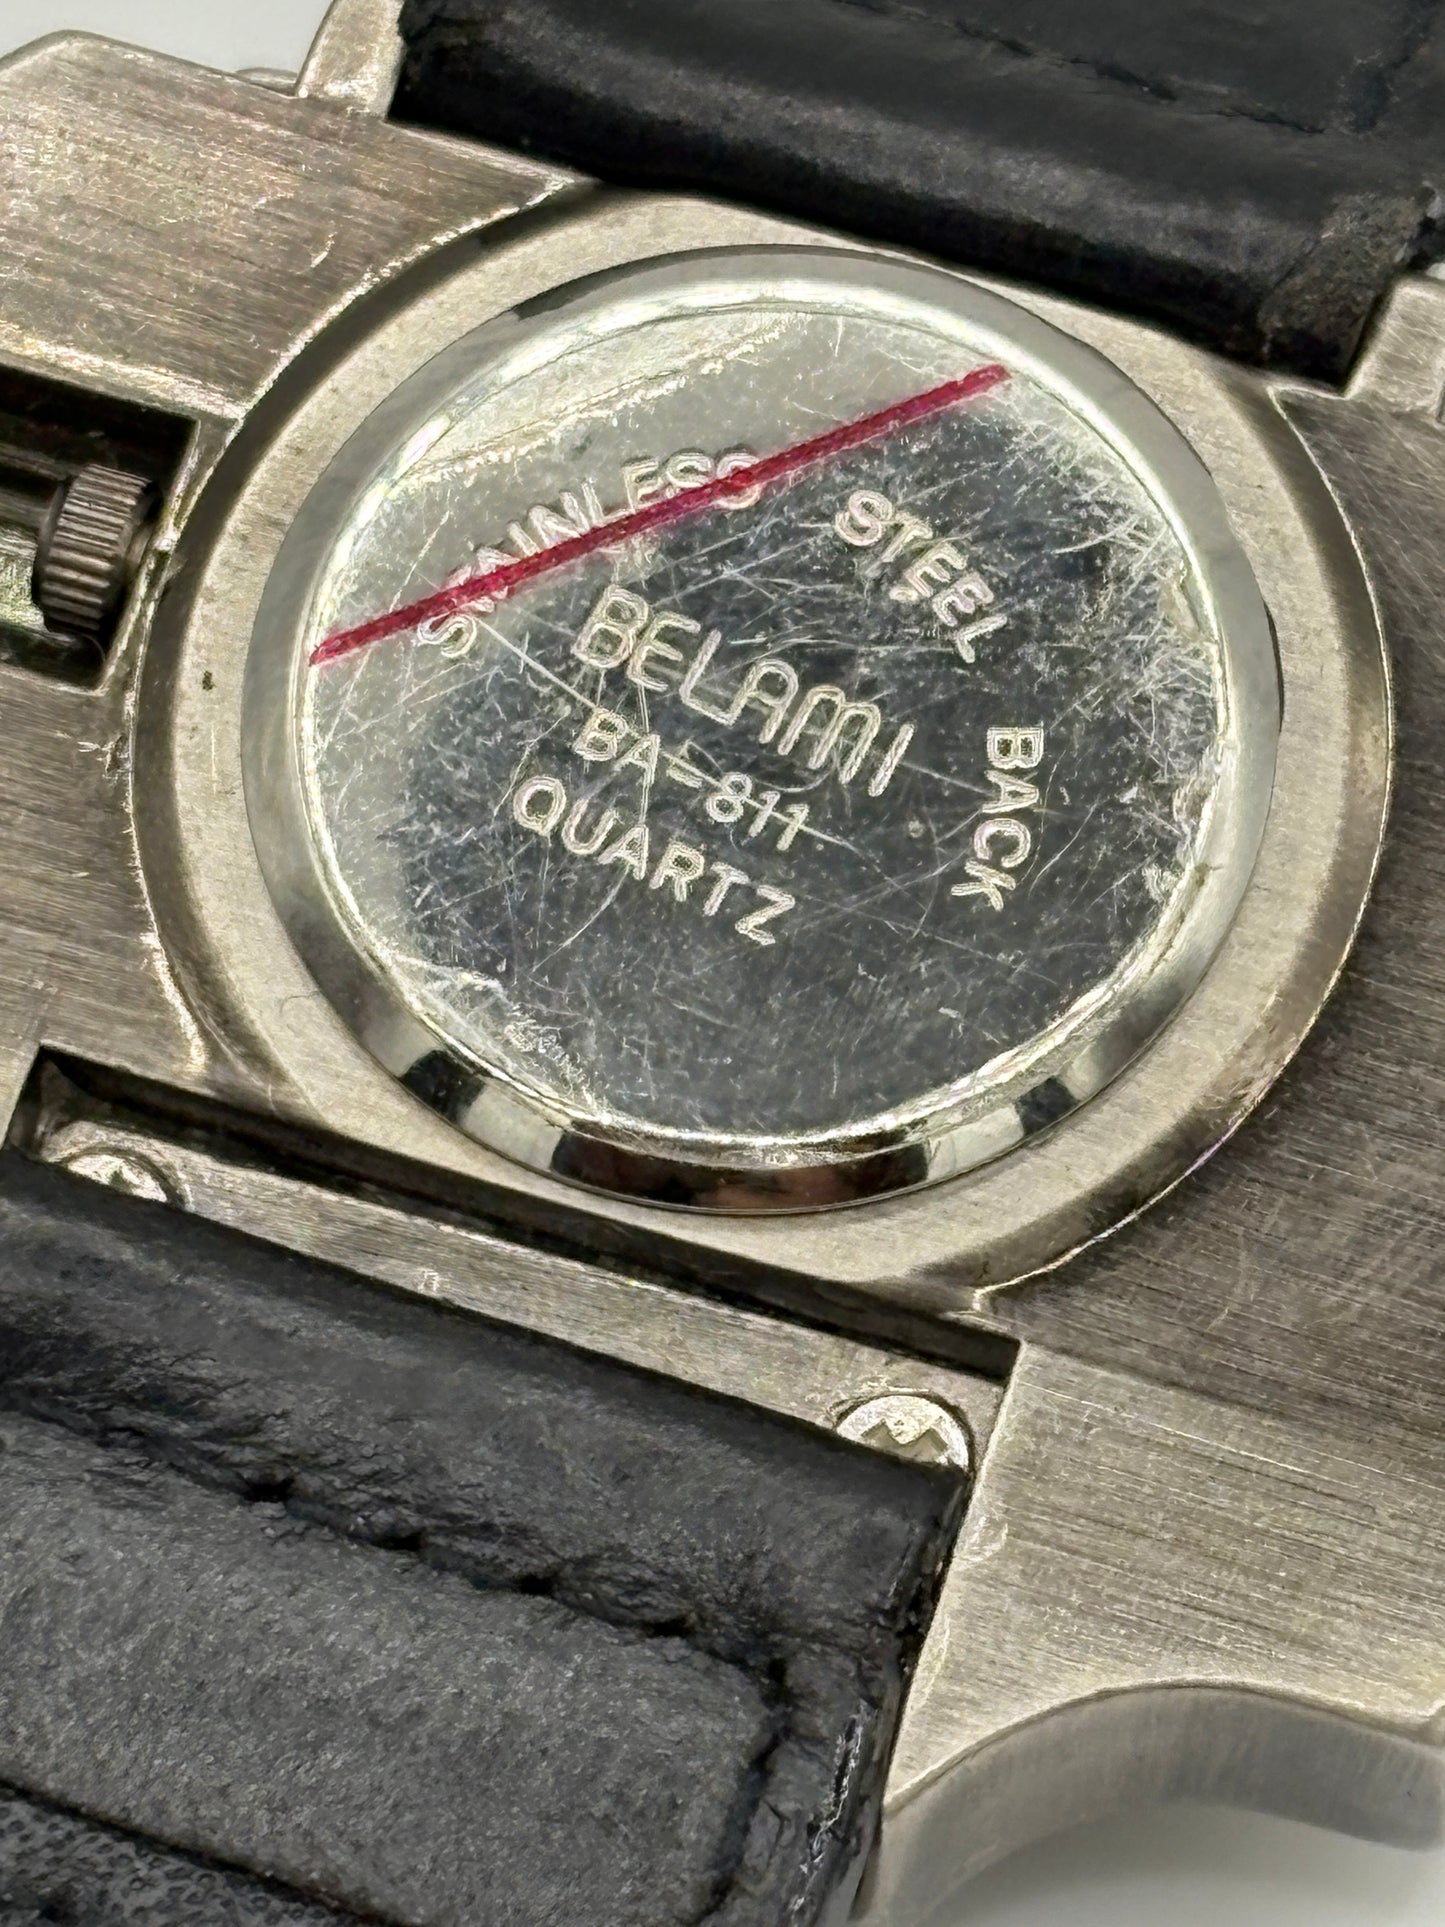 STAINLESS STEEL BACK
BELAMI
BA-811
QUARTZ